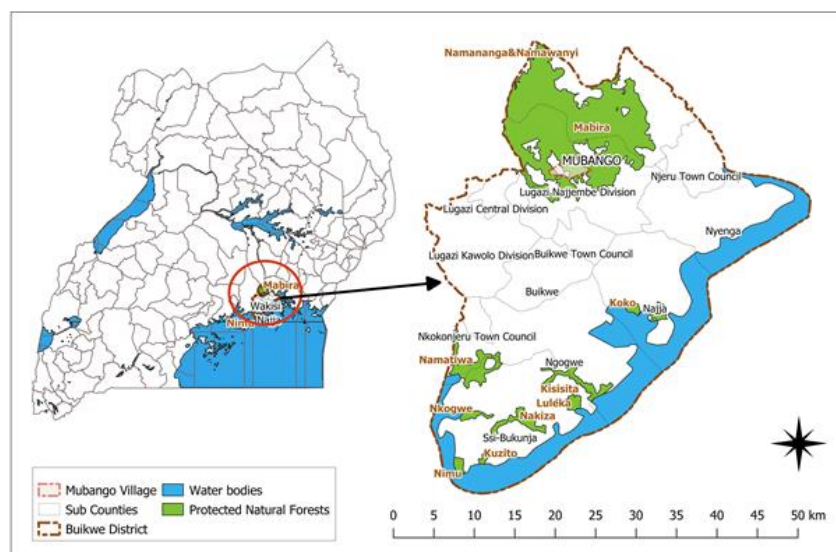 Mabira
Wakisi
Najja
Namananga&Namawanyi
Mabira
MUBANGO
Njeru Town Council
Lugazi Najjembe Division
Lugazi Central Division
Nyenga
Lugazi Kawolo Division
Buikwe Town Council
Buikwe
Koko
Najja
Nkokonjeru Town Council
Namatiwa
Ngogwe
Kisisita
Luleka
Nkogwe
Nakiza
Ssi-Bukunja
Kuzito
Nimu
Mubango Village
Water bodies
Sub Counties
Protected Natural Forests
Buikwe District
0 5 10 15 20 25 30 35 40 45 50 km